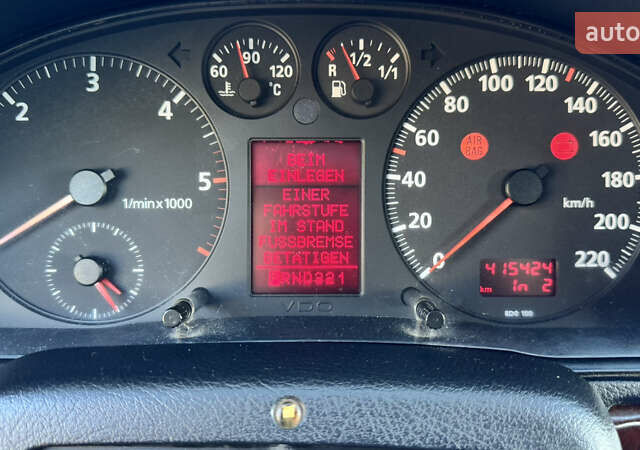 auto
60 90 120
°C
R 1/2 1/1
2 3 4 5
1/min x 1000
BEIM
EINLEGEN
EINER
FAHRSTUFE
IM STAND
FUSSBREMSE
BETÄTIGEN
PRND321
VDO
AIR
BAG
0 20 40 60 80 100 120 140 160 180 200 220
km/h
415424
km
8D0 100